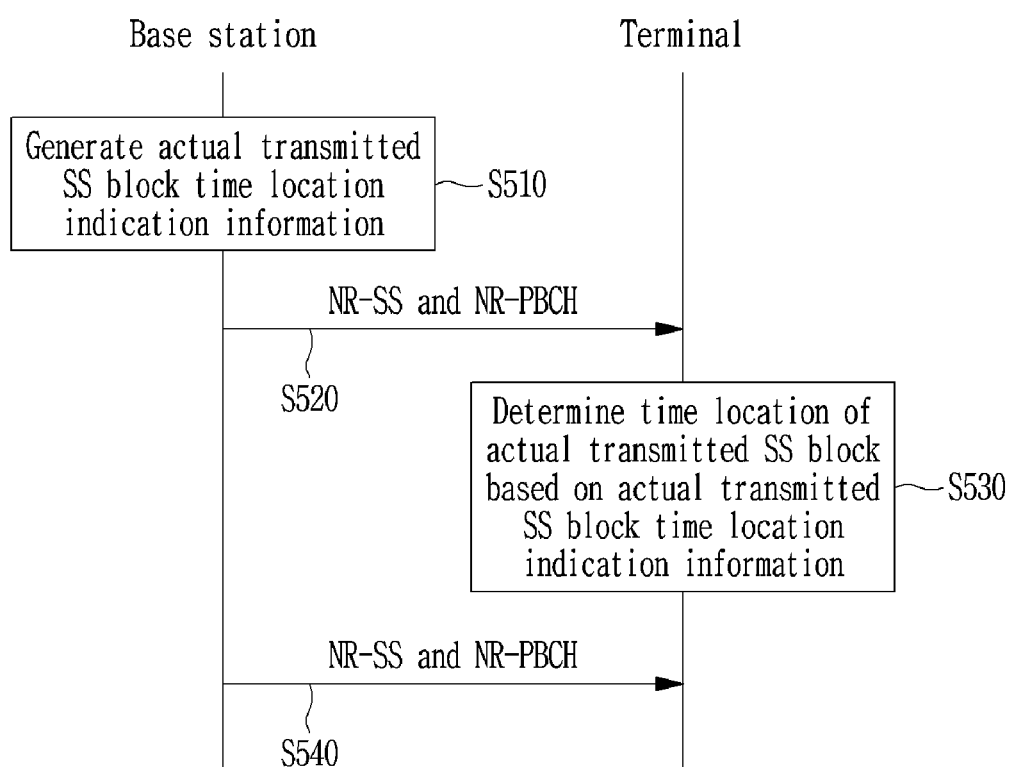 Base station
Terminal
Generate actual transmitted
SS block time location
indication information
S510
NR-SS and NR-PBCH
S520
Determine time location of
actual transmitted SS block
based on actual transmitted
SS block time location
indication information
S530
NR-SS and NR-PBCH
S540